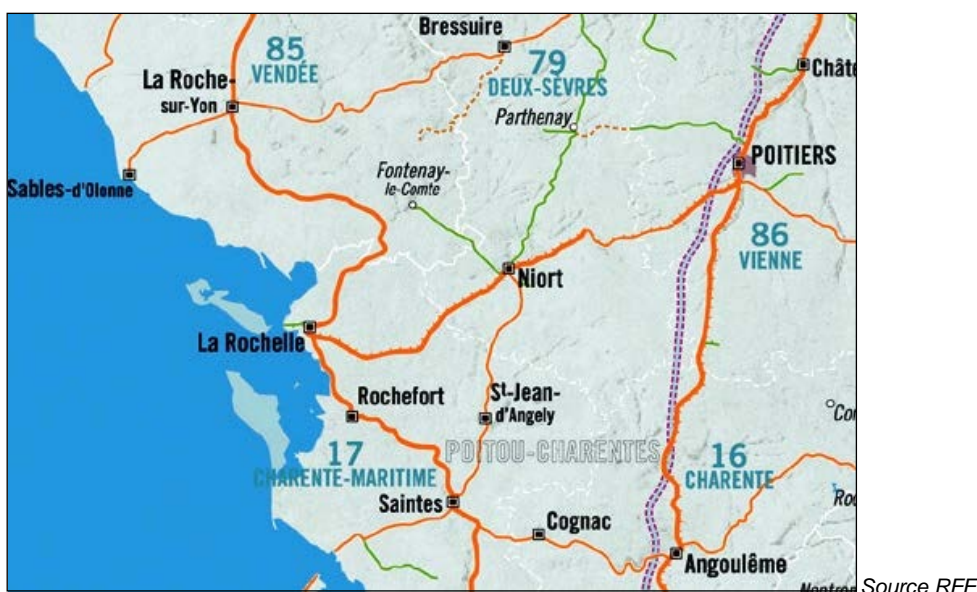 Bressuire
85
VENDÉE
79
DEUX-SÈVRES
Chât
La Roche-
sur-Yon
Parthenay
POITIERS
Fontenay-
le-Comte
Sables-d'Olonne
86
VIENNE
Niort
La Rochelle
Rochefort
St-Jean-
d'Angely
POITOU-CHARENTES
17
CHARENTE-MARITIME
16
CHARENTE
Saintes
Cognac
Angoulême
Source RFF